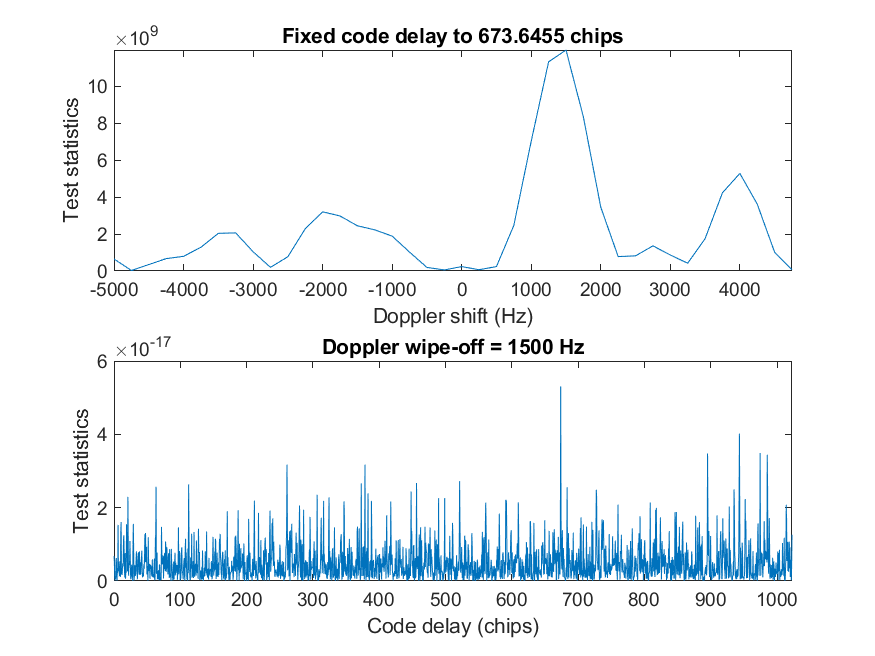 ×10^9
Fixed code delay to 673.6455 chips
10
8
6
4
2
0
Test statistics
-5000 -4000 -3000 -2000 -1000 0 1000 2000 3000 4000
Doppler shift (Hz)
×10^-17
Doppler wipe-off = 1500 Hz
6
4
2
0
Test statistics
0 100 200 300 400 500 600 700 800 900 1000
Code delay (chips)